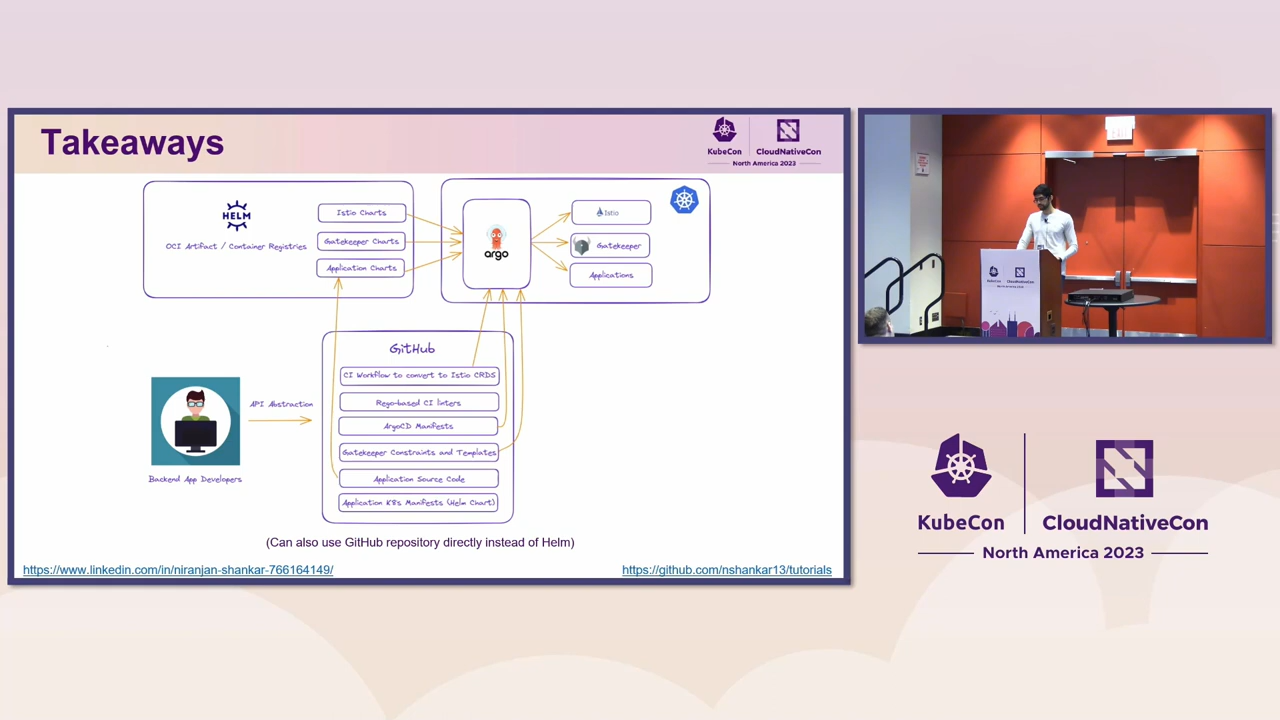 Takeaways
KubeCon
CloudNativeCon
North America 2023
HELM
OCI Artifact / Container Registries
Istio Charts
Gatekeeper Charts
Application Charts
argo
Istio
Gatekeeper
Applications
GitHub
CI Workflow to convert to Istio CRDS
Rego-based CI linters
ArgoCD Manifests
Gatekeeper Constraints and Templates
Application Source Code
Application K8s Manifests (Helm Chart)
API Abstraction
Backend App Developers
(Can also use GitHub repository directly instead of Helm)
https://www.linkedin.com/in/niranjan-shankar-766164149/
https://github.com/nshankar13/tutorials
EXIT
KubeCon
CloudNativeCon
North America 2023